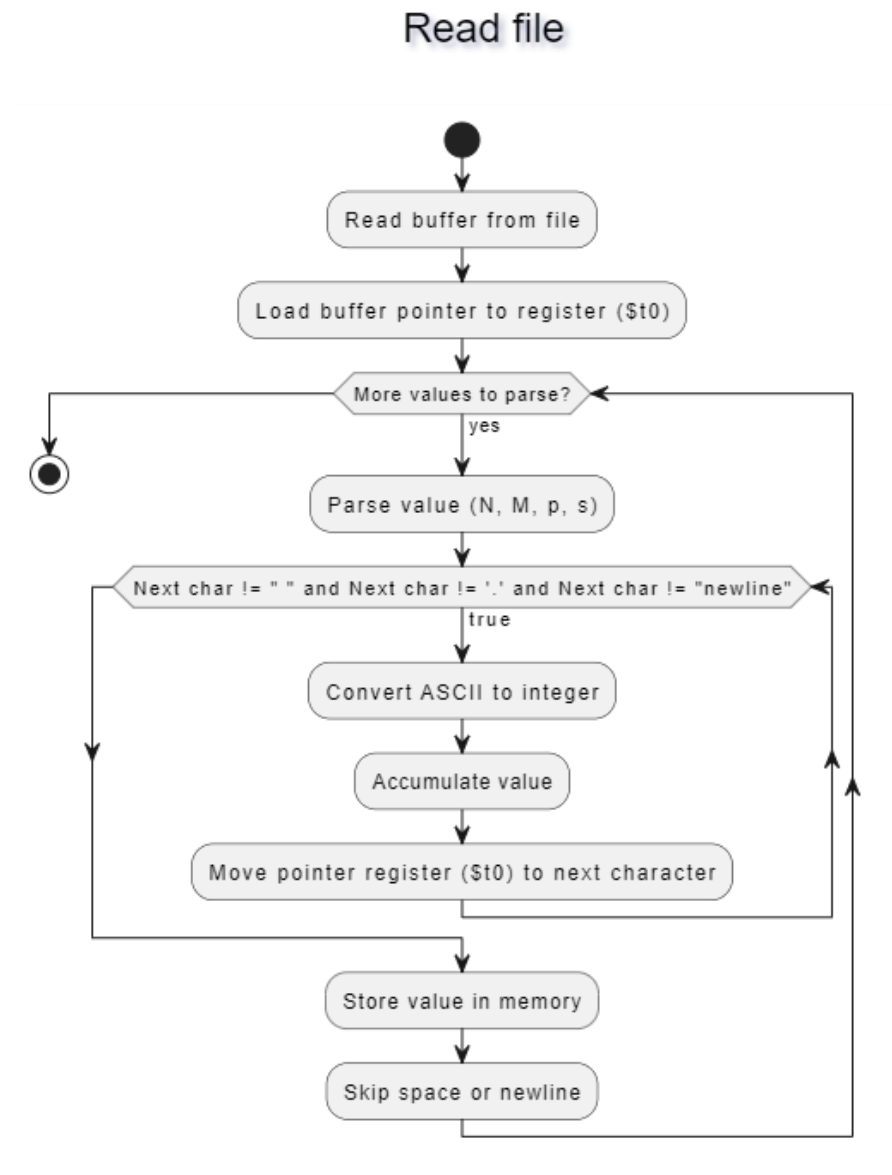 Read file
Read buffer from file
Load buffer pointer to register ($t0)
More values to parse?
yes
Parse value (N, M, p, s)
Next char != " " and Next char != '.' and Next char != "newline"
true
Convert ASCII to integer
Accumulate value
Move pointer register ($t0) to next character
Store value in memory
Skip space or newline